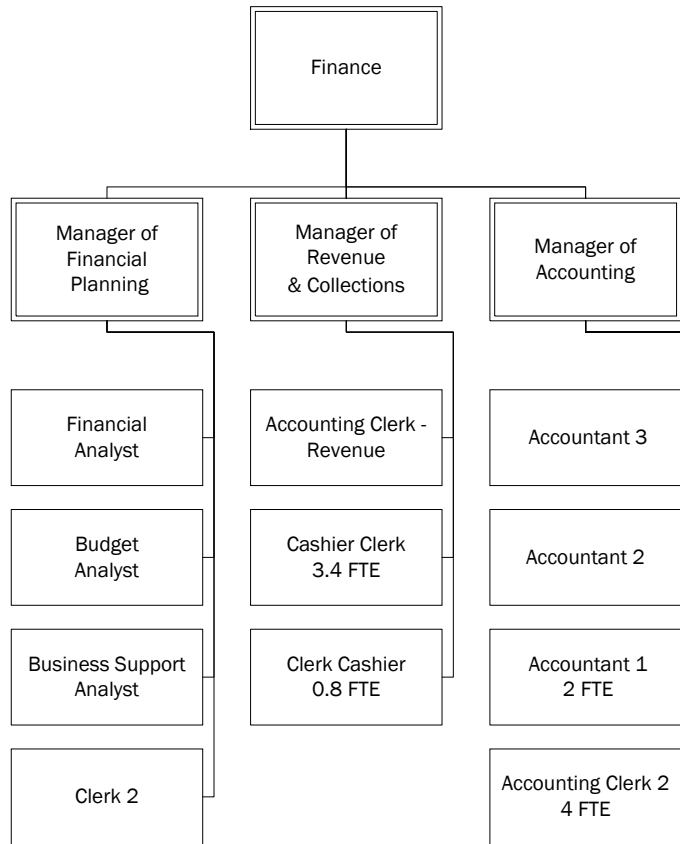 Finance
Manager of
Financial
Planning
Manager of
Revenue
& Collections
Manager of
Accounting
Financial
Analyst
Accounting Clerk -
Revenue
Accountant 3
Budget
Analyst
Cashier Clerk
3.4 FTE
Accountant 2
Business Support
Analyst
Clerk Cashier
0.8 FTE
Accountant 1
2 FTE
Clerk 2
Accounting Clerk 2
4 FTE